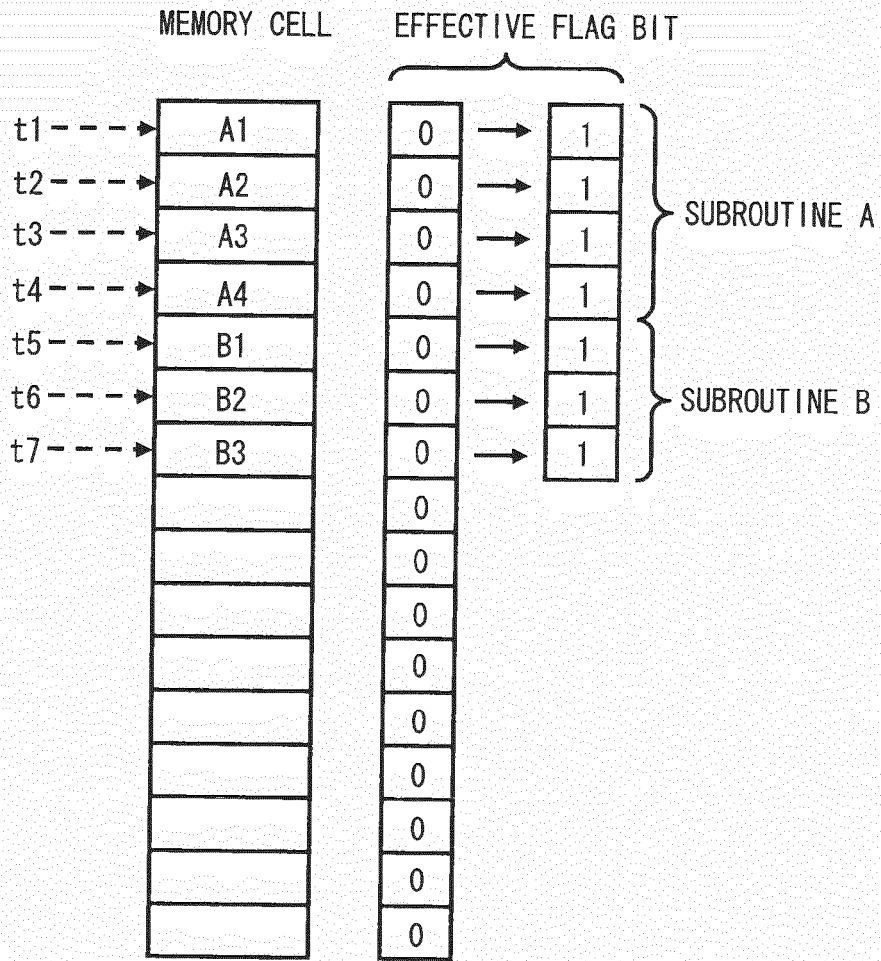 MEMORY CELL EFFECTIVE FLAG BIT
t1 A1 0 1
t2 A2 0 1
t3 A3 0 1
SUBROUTINE A
t4 A4 0 1
t5 B1 0 1
t6 B2 0 1
SUBROUTINE B
t7 B3 0 1
0
0
0
0
0
0
0
0
0